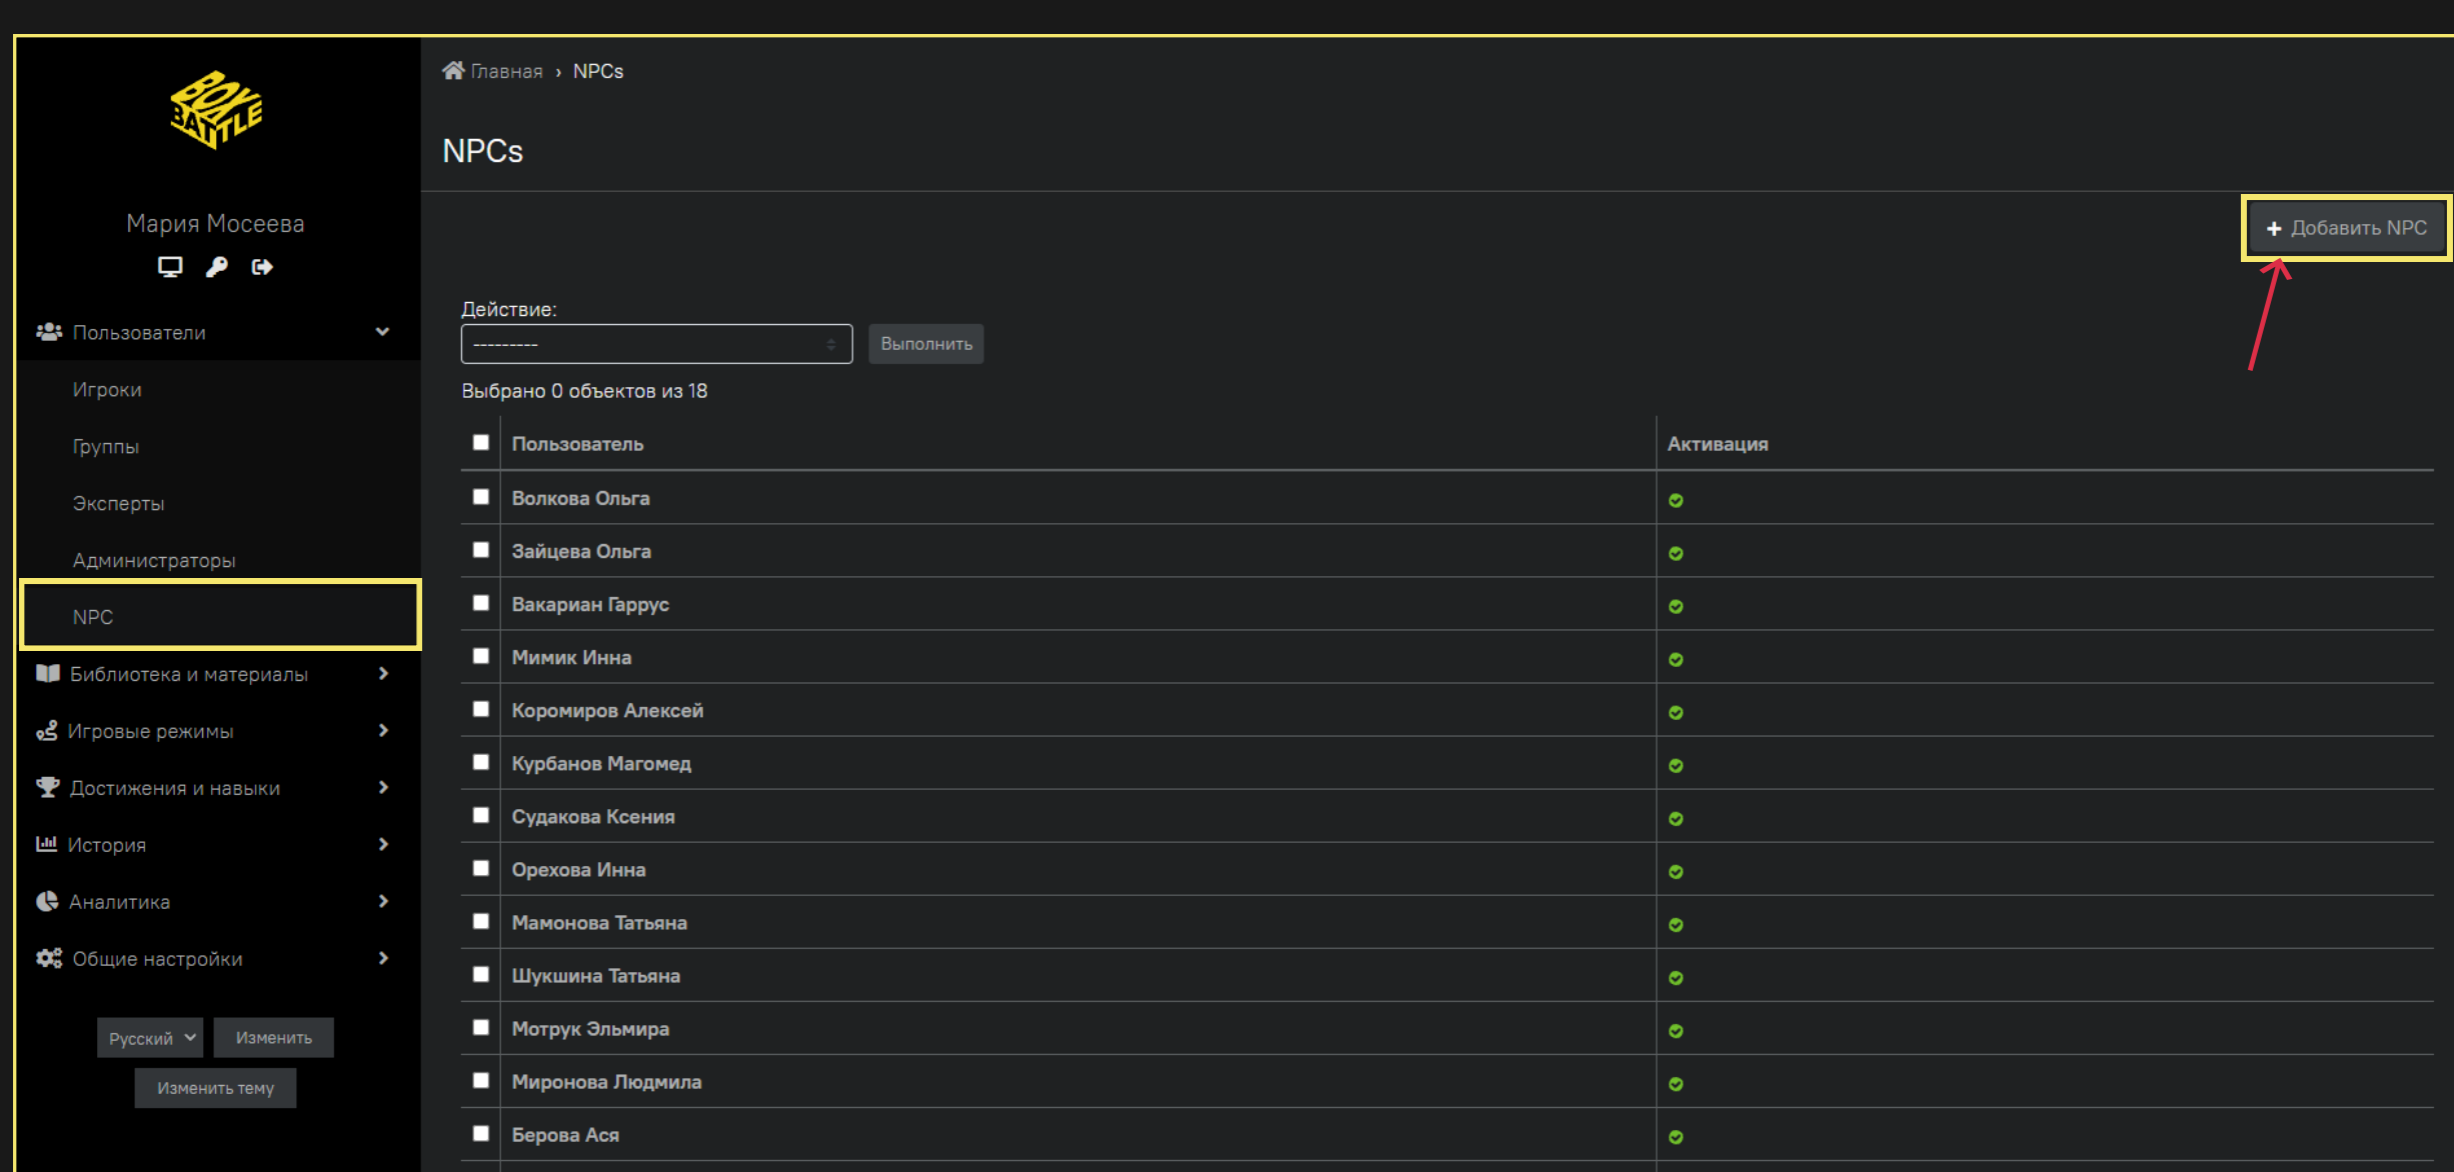 BOX
BATTLE
Мария Мосеева
Пользователи
Игроки
Группы
Эксперты
Администраторы
NPC
Библиотека и материалы
Игровые режимы
Достижения и навыки
История
Аналитика
Общие настройки
Русский
Изменить
Изменить тему
Главная › NPCs
NPCs
+ Добавить NPC
Действие:
---------
Выполнить
Выбрано 0 объектов из 18
Пользователь Активация
Волкова Ольга
Зайцева Ольга
Вакариан Гаррус
Мимик Инна
Коромиров Алексей
Курбанов Магомед
Судакова Ксения
Орехова Инна
Мамонова Татьяна
Шукшина Татьяна
Мотрук Эльмира
Миронова Людмила
Берова Ася